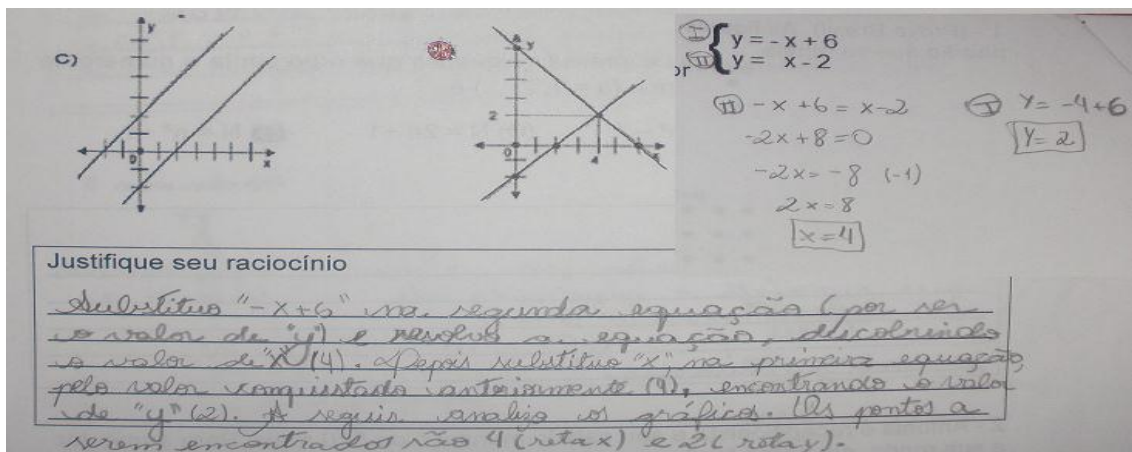 C)
y
2
0
x
y
2
0
4
x
or
I y = - x + 6
II y = x - 2
II -x +6 = x-2
-2x+8=0
-2x=-8 (-1)
2x=8
x=4
I y= -4+6
y=2
Justifique seu raciocínio
Substituo "-x+6" na segunda equação (por ser
o valor de "y") e resolvo a equação, descobrindo
o valor de "x" (4). Depois substituo "x", na primeira equação,
pelo valor conquistado anteriormente (4), encontrando o valor
de "y" (2). A seguir analiso os gráficos. Os pontos a
serem encontrados são 4 (reta x) e 2 (reta y).